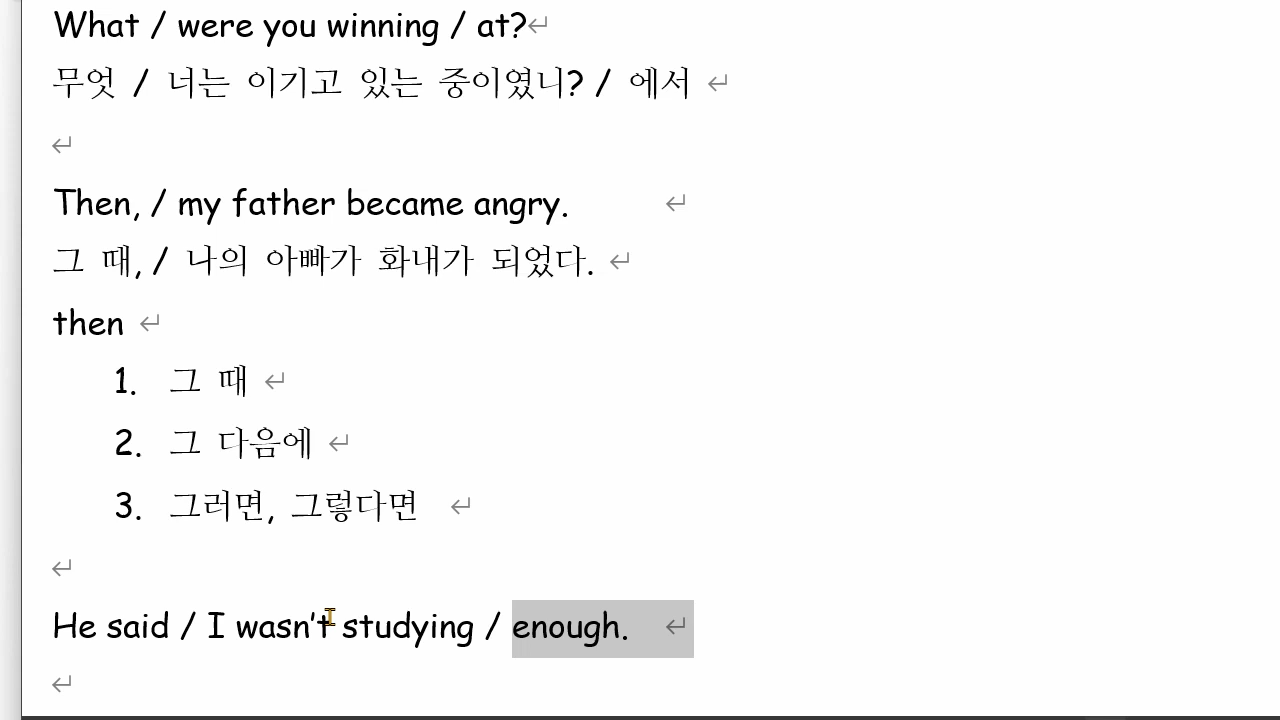 What / were you winning / at?
무엇 / 너는 이기고 있는 중이였니? / 에서
Then, / my father became angry.
그 때, / 나의 아빠가 화내가 되었다.
then
1. 그 때
2. 그 다음에
3. 그러면, 그렇다면
He said / I wasn't studying / enough.